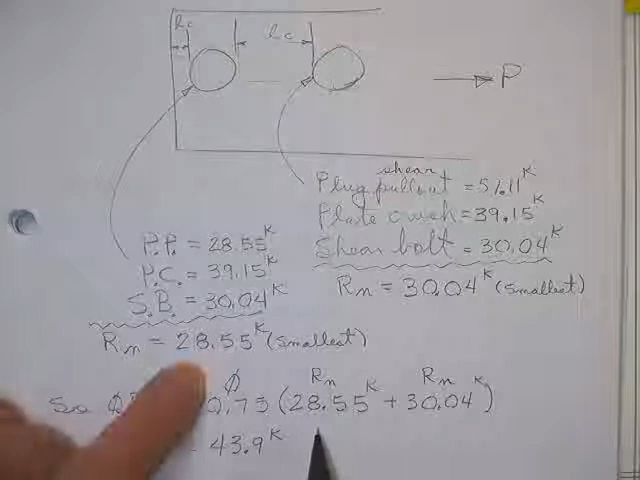 lc
lc
P
shear
Plug pullout = 51.11ᴷ
Plate crush = 39.15ᴷ
Shear bolt = 30.04ᴷ
Rn = 30.04ᴷ (smallest)
P.P. = 28.55ᴷ
P.C. = 39.15ᴷ
S.B. = 30.04ᴷ
Rn = 28.55ᴷ (smallest)
ϕ Rn Rn
So ϕ 0.75 (28.55ᴷ + 30.04ᴷ)
= 43.9ᴷ